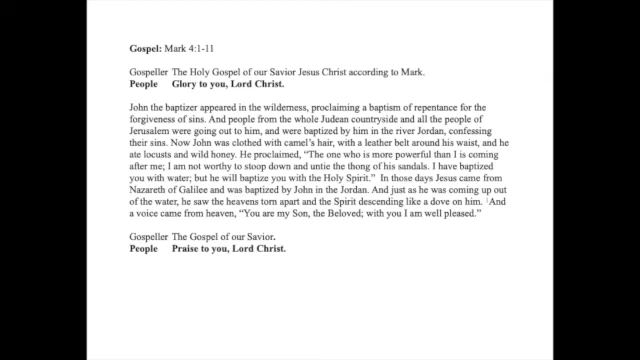 Gospel: Mark 4:1-11
Gospeller The Holy Gospel of our Savior Jesus Christ according to Mark.
People Glory to you, Lord Christ.
John the baptizer appeared in the wilderness, proclaiming a baptism of repentance for the
forgiveness of sins. And people from the whole Judean countryside and all the people of
Jerusalem were going out to him, and were baptized by him in the river Jordan, confessing
their sins. Now John was clothed with camel's hair, with a leather belt around his waist, and he
ate locusts and wild honey. He proclaimed, "The one who is more powerful than I is coming
after me; I am not worthy to stoop down and untie the thong of his sandals. I have baptized
you with water; but he will baptize you with the Holy Spirit." In those days Jesus came from
Nazareth of Galilee and was baptized by John in the Jordan. And just as he was coming up out
of the water, he saw the heavens torn apart and the Spirit descending like a dove on him. And
a voice came from heaven, "You are my Son, the Beloved; with you I am well pleased."
Gospeller The Gospel of our Savior.
People Praise to you, Lord Christ.